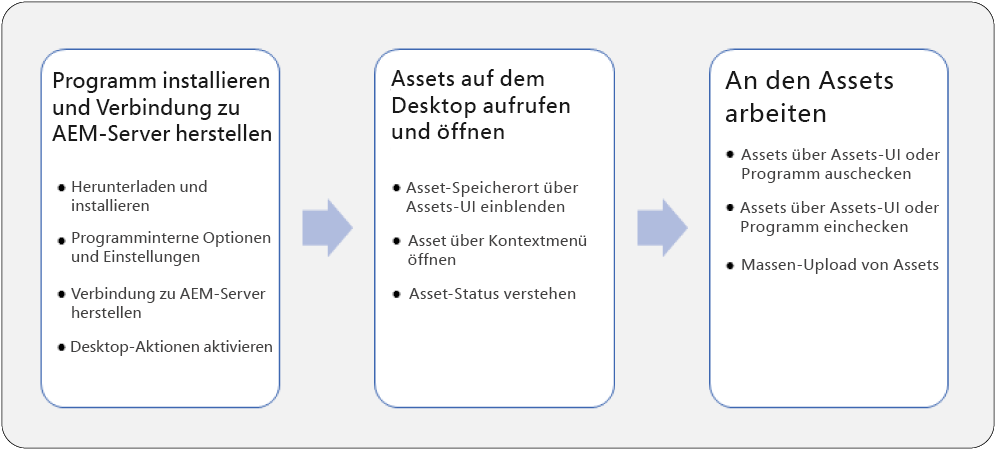 Programm installieren
und Verbindung zu
AEM-Server herstellen
Herunterladen und
installieren
Programminterne Optionen
und Einstellungen
Verbindung zu AEM-Server
herstellen
Desktop-Aktionen aktivieren
Assets auf dem
Desktop aufrufen
und öffnen
Asset-Speicherort über
Assets-UI einblenden
Asset über Kontextmenü
öffnen
Asset-Status verstehen
An den Assets
arbeiten
Assets über Assets-UI oder
Programm auschecken
Assets über Assets-UI oder
Programm einchecken
Massen-Upload von Assets